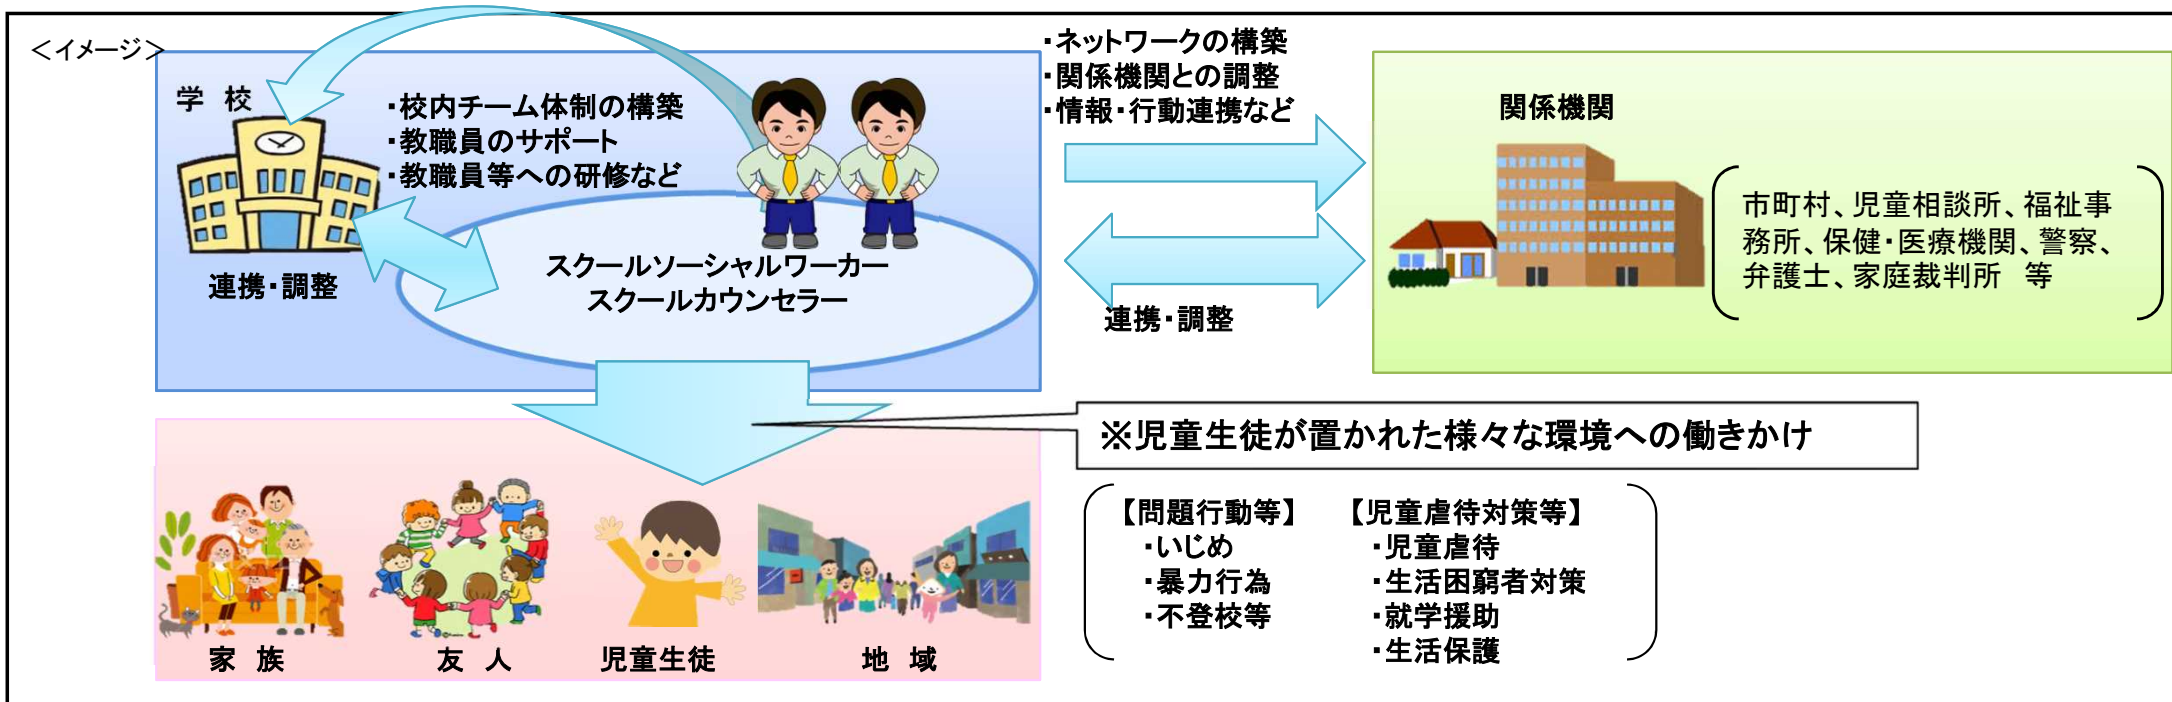 ＜イメージ＞
学 校
・校内チーム体制の構築
・教職員のサポート
・教職員等への研修など
連携・調整
スクールソーシャルワーカー
スクールカウンセラー
・ネットワークの構築
・関係機関との調整
・情報・行動連携など
連携・調整
関係機関
市町村、児童相談所、福祉事
務所、保健・医療機関、警察、
弁護士、家庭裁判所　等
※児童生徒が置かれた様々な環境への働きかけ
【問題行動等】
・いじめ
・暴力行為
・不登校等
【児童虐待対策等】
・児童虐待
・生活困窮者対策
・就学援助
・生活保護
家 族
友 人
児童生徒
地 域